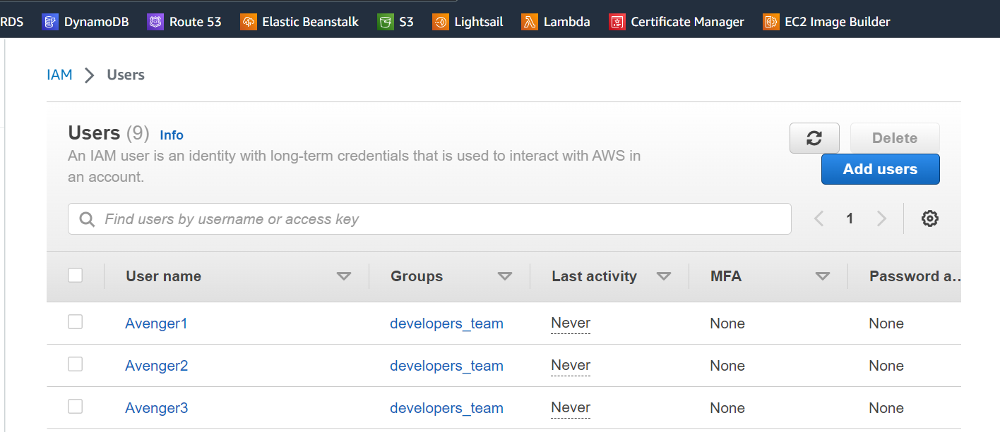 RDS DynamoDB Route 53 Elastic Beanstalk S3 Lightsail Lambda Certificate Manager EC2 Image Builder
IAM Users
Users (9) Info
An IAM user is an identity with long-term credentials that is used to interact with AWS in
an account.
Delete
Add users
Find users by username or access key
1
User name Groups Last activity MFA Password a...
Avenger1 developers_team Never None None
Avenger2 developers_team Never None None
Avenger3 developers_team Never None None